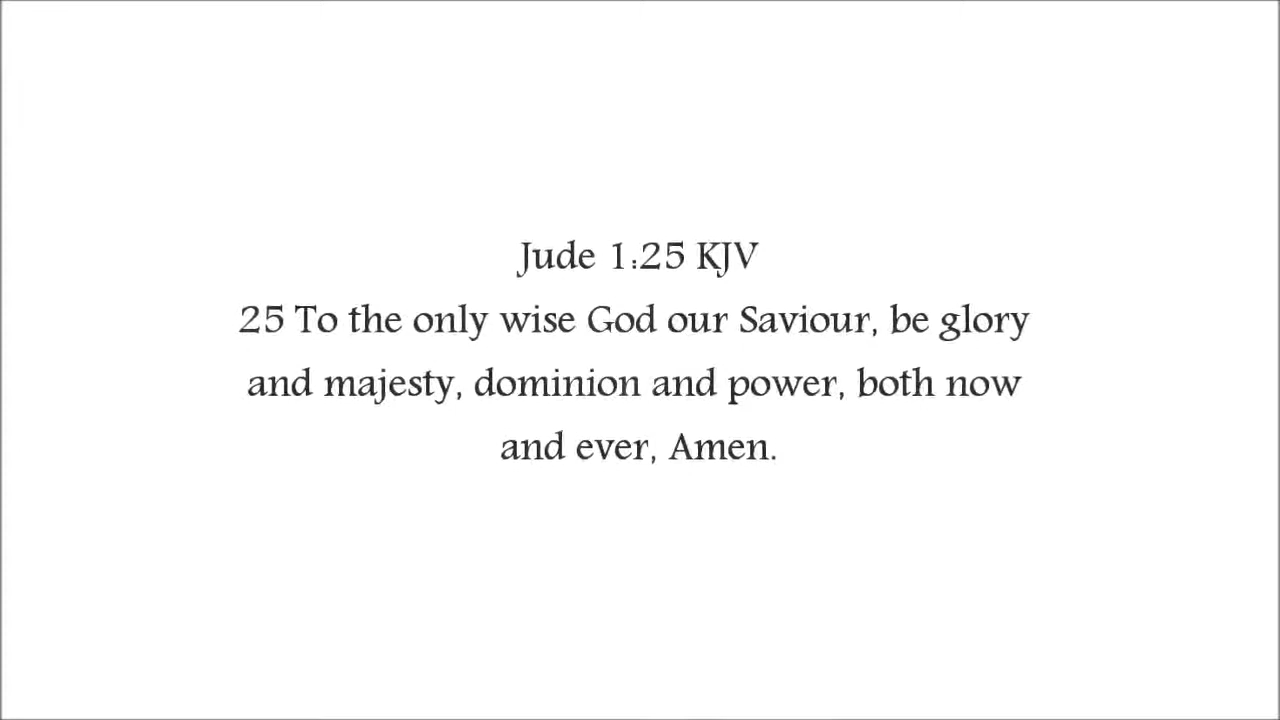 Jude 1:25 KJV
25 To the only wise God our Saviour, be glory
and majesty, dominion and power, both now
and ever, Amen.